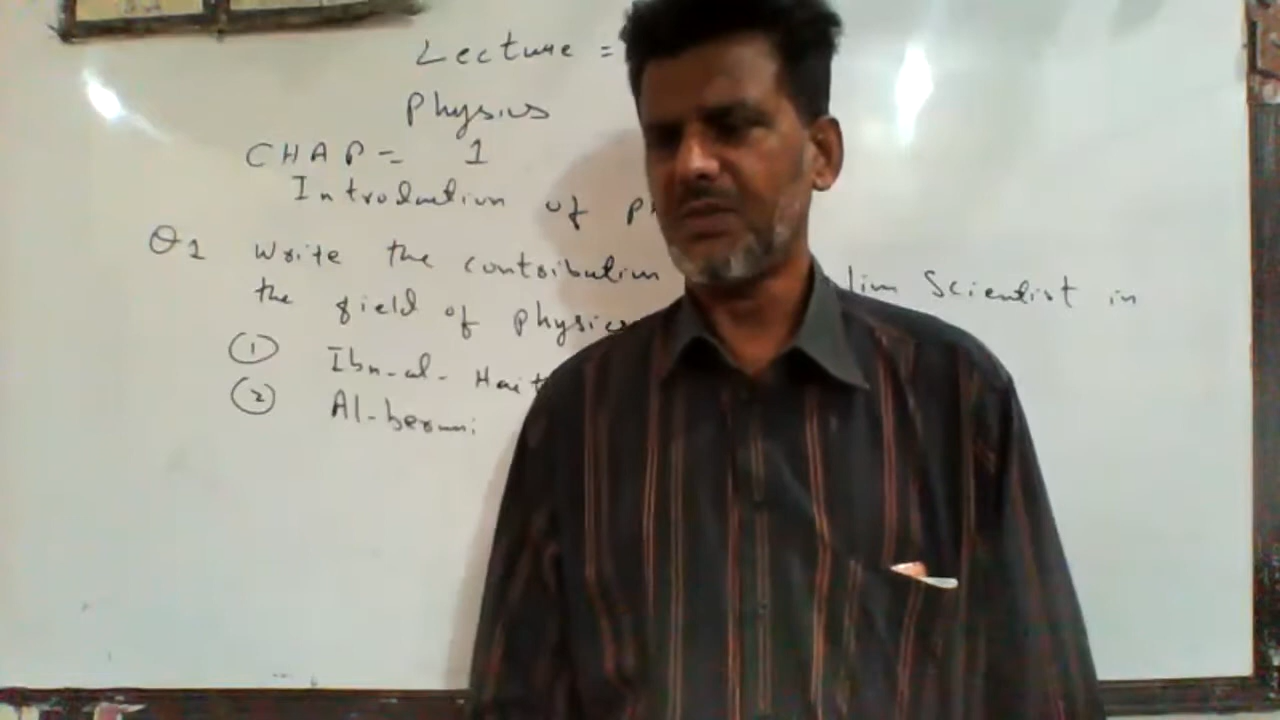 Lecture =
Physics
CHAP = 1
Introduction of
Q1 Write the contribution Scientist in
the field of physics
① Ibn-al-
② Al-beruni